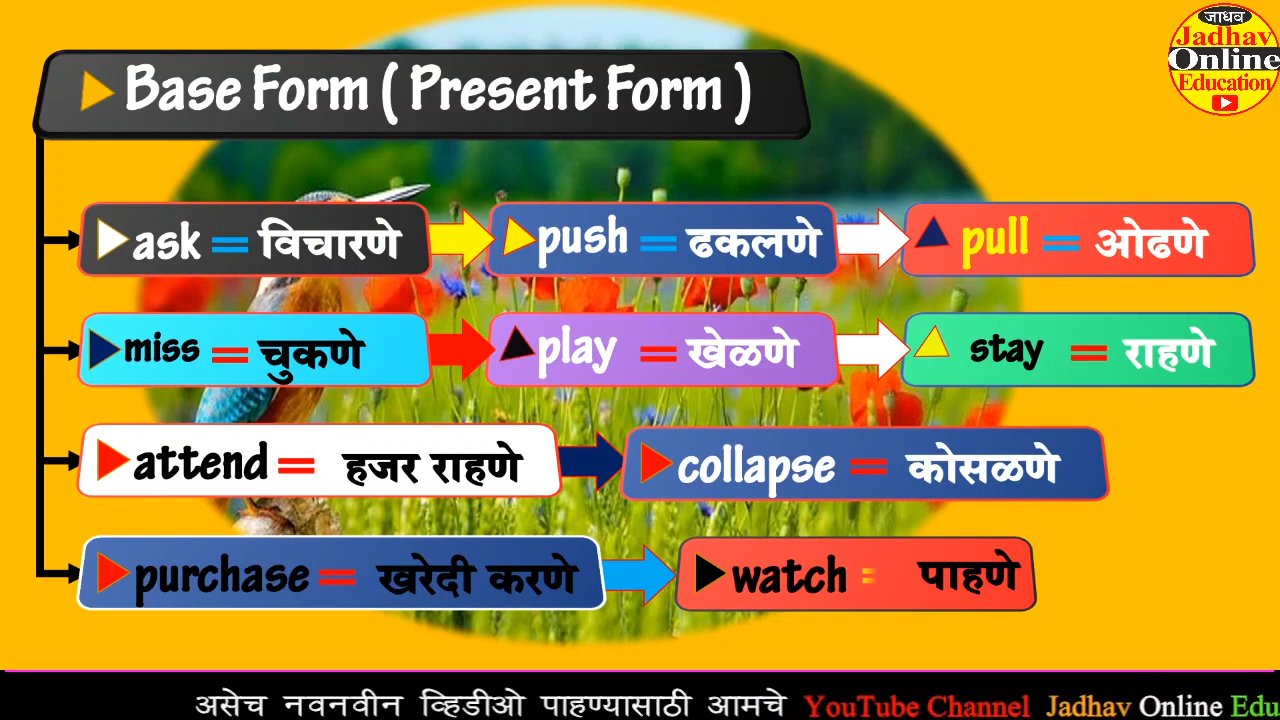 जाधव
Jadhav
Online
Education
Base Form ( Present Form )
ask = विचारणे push = ढकलणे pull = ओढणे
miss = चुकणे play = खेळणे stay = राहणे
attend = हजर राहणे collapse = कोसळणे
purchase = खरेदी करणे watch = पाहणे
असेच नवनवीन व्हिडीओ पाहण्यासाठी आमचे YouTube Channel Jadhav Online Edu